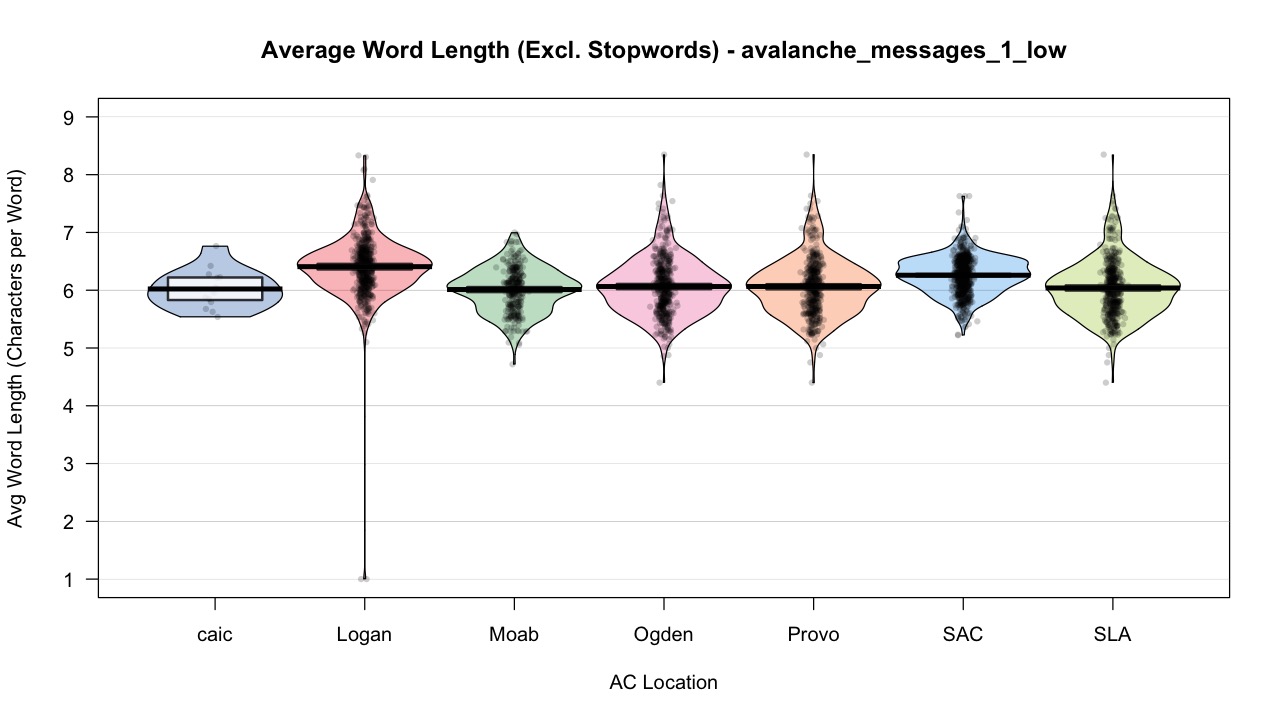 Average Word Length (Excl. Stopwords) - avalanche_messages_1_low
Avg Word Length (Characters per Word)
9
8
7
6
5
4
3
2
1
caic Logan Moab Ogden Provo SAC SLA
AC Location